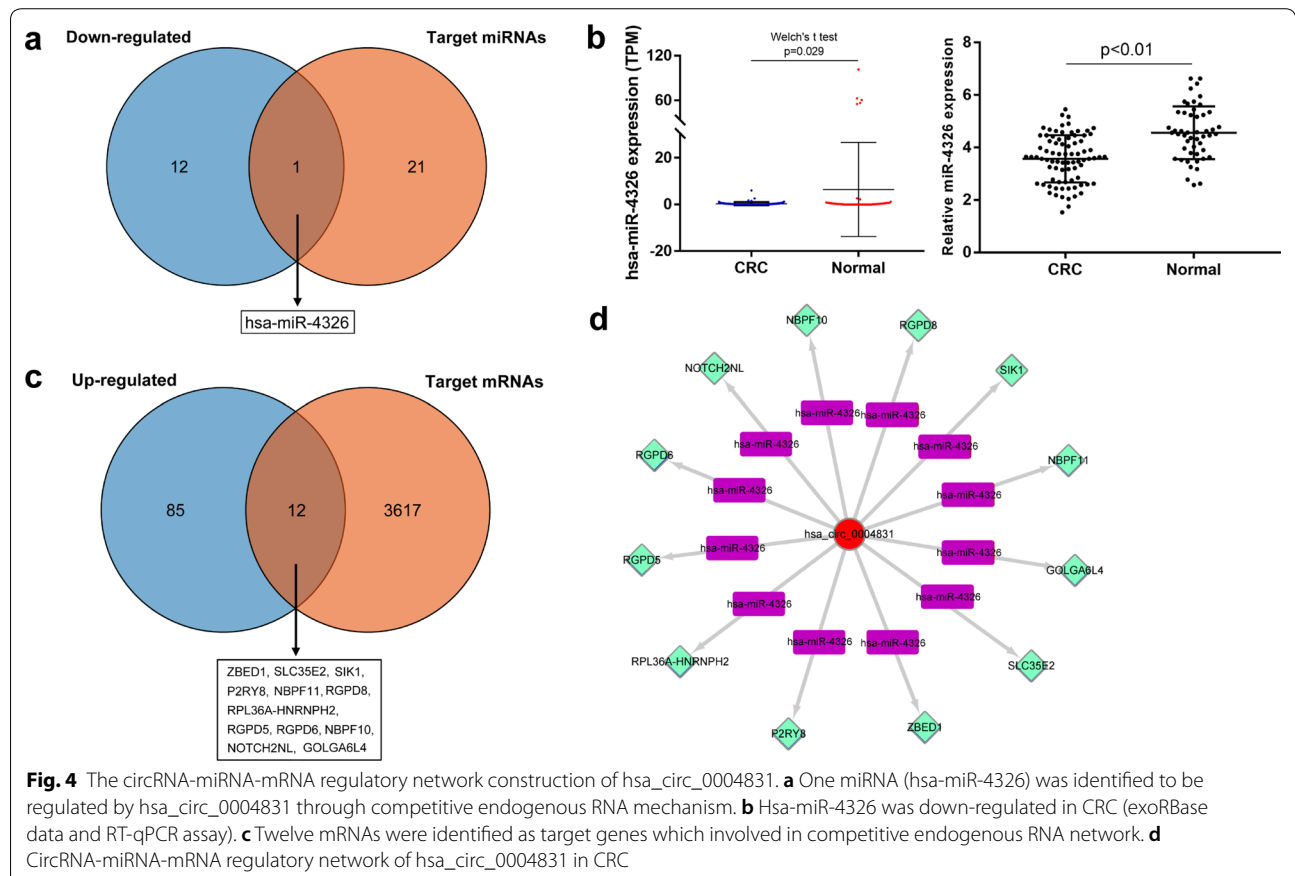 a
Down-regulated
Target miRNAs
12
1
21
hsa-miR-4326
b
hsa-miR-4326 expression (TPM)
Welch's t test
p=0.029
120
60
20
0
-20
CRC
Normal
Relative miR-4326 expression
p<0.01
8
6
4
2
0
CRC
Normal
c
Up-regulated
Target mRNAs
85
12
3617
ZBED1, SLC35E2, SIK1,
P2RY8, NBPF11, RGPD8,
RPL36A-HNRNPH2,
RGPD5, RGPD6, NBPF10,
NOTCH2NL, GOLGA6L4
d
NBPF10
RGPD8
NOTCH2NL
SIK1
hsa-miR-4326
hsa-miR-4326
hsa-miR-4326
hsa-miR-4326
RGPD6
NBPF11
hsa-miR-4326
hsa-miR-4326
hsa_circ_0004831
hsa-miR-4326
hsa-miR-4326
RGPD5
GOLGA6L4
hsa-miR-4326
hsa-miR-4326
hsa-miR-4326
hsa-miR-4326
RPL36A-HNRNPH2
SLC35E2
P2RY8
ZBED1
Fig. 4 The circRNA-miRNA-mRNA regulatory network construction of hsa_circ_0004831. a One miRNA (hsa-miR-4326) was identified to be
regulated by hsa_circ_0004831 through competitive endogenous RNA mechanism. b Hsa-miR-4326 was down-regulated in CRC (exoRBase
data and RT-qPCR assay). c Twelve mRNAs were identified as target genes which involved in competitive endogenous RNA network. d
CircRNA-miRNA-mRNA regulatory network of hsa_circ_0004831 in CRC